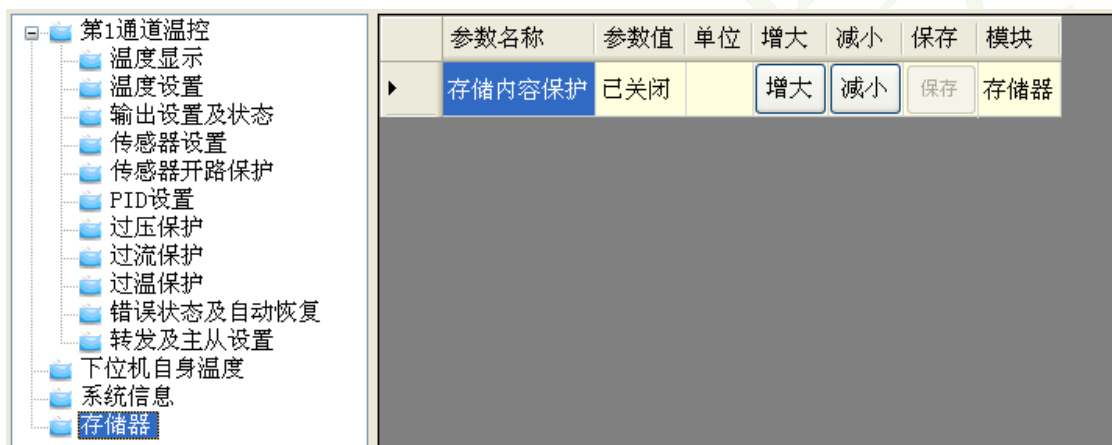 第1通道温控
温度显示
温度设置
输出设置及状态
传感器设置
传感器开路保护
PID设置
过压保护
过流保护
过温保护
错误状态及自动恢复
转发及主从设置
下位机自身温度
系统信息
存储器
参数名称 参数值 单位 增大 减小 保存 模块
存储内容保护 已关闭 增大 减小 保存 存储器